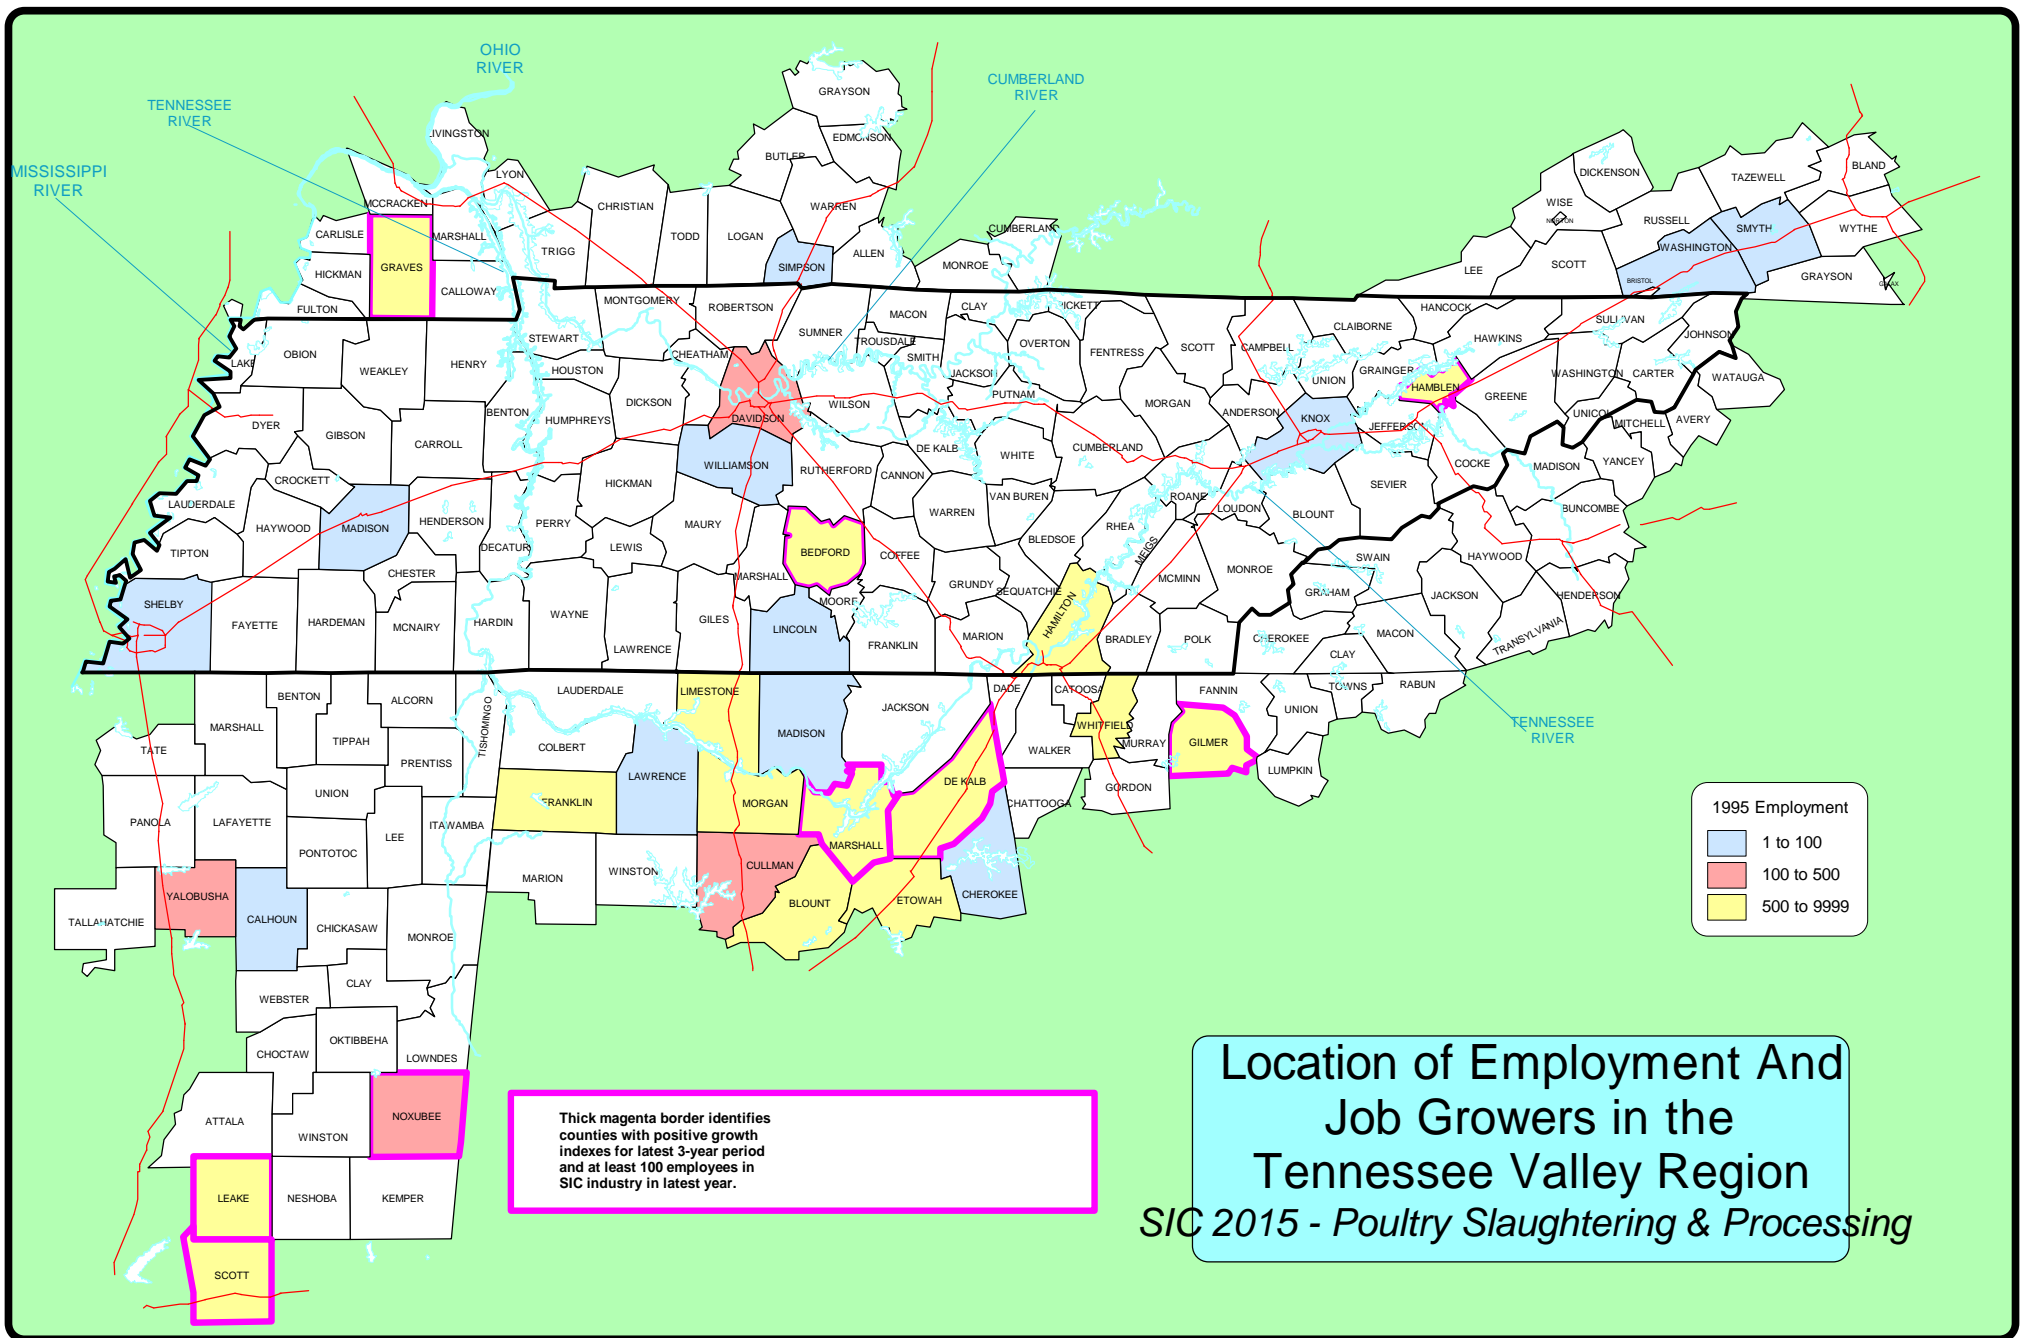 OHIO
RIVER
TENNESSEE
RIVER
CUMBERLAND
RIVER
MISSISSIPPI
RIVER
GRAYSON
EDMONSON
BUTLER
LIVINGSTON
LYON
MCCRACKEN
CHRISTIAN
WARREN
CARLISLE
MARSHALL
TRIGG
TODD
LOGAN
ALLEN
CUMBERLAND
MONROE
SIMPSON
HICKMAN
GRAVES
CALLOWAY
FULTON
DICKENSON
TAZEWELL
BLAND
WISE
NORTON
RUSSELL
SMYTH
WYTHE
WASHINGTON
LEE
SCOTT
BRISTOL
GRAYSON
GALAX
MONTGOMERY
ROBERTSON
SUMNER
MACON
CLAY
PICKETT
STEWART
CHEATHAM
TROUSDALE
SMITH
OVERTON
FENTRESS
SCOTT
CAMPBELL
CLAIBORNE
HANCOCK
HAWKINS
SULLIVAN
JOHNSON
LAKE
OBION
WEAKLEY
HENRY
HOUSTON
JACKSON
PUTNAM
UNION
GRAINGER
HAMBLEN
GREENE
WASHINGTON
CARTER
WATAUGA
DICKSON
BENTON
HUMPHREYS
DAVIDSON
WILSON
MORGAN
ANDERSON
KNOX
JEFFERSON
UNICOI
MITCHELL
AVERY
DYER
GIBSON
CARROLL
DE KALB
WHITE
CUMBERLAND
COCKE
MADISON
YANCEY
CROCKETT
WILLIAMSON
RUTHERFORD
CANNON
HICKMAN
VAN BUREN
ROANE
SEVIER
LAUDERDALE
HAYWOOD
MADISON
HENDERSON
PERRY
MAURY
WARREN
LOUDON
BLOUNT
BUNCOMBE
RHEA
TIPTON
DECATUR
LEWIS
BEDFORD
COFFEE
BLEDSOE
MEIGS
SWAIN
HAYWOOD
CHESTER
MARSHALL
GRUNDY
SEQUATCHIE
MCMINN
MONROE
GRAHAM
JACKSON
HENDERSON
SHELBY
FAYETTE
HARDEMAN
MCNAIRY
HARDIN
WAYNE
GILES
MOORE
LINCOLN
FRANKLIN
MARION
HAMILTON
BRADLEY
POLK
CHEROKEE
MACON
CLAY
TRANSYLVANIA
LAWRENCE
BENTON
ALCORN
LAUDERDALE
LIMESTONE
JACKSON
DADE
CATOOSA
FANNIN
TOWNS
RABUN
MARSHALL
TISHOMINGO
UNION
TENNESSEE
RIVER
TATE
TIPPAH
COLBERT
MADISON
WALKER
WHITFIELD
MURRAY
GILMER
LUMPKIN
PRENTISS
LAWRENCE
DE KALB
GORDON
UNION
FRANKLIN
MORGAN
CHATTOOGA
PANOLA
LAFAYETTE
ITAWAMBA
LEE
PONTOTOC
MARSHALL
CULLMAN
MARION
WINSTON
YALOBUSHA
CHEROKEE
BLOUNT
ETOWAH
TALLAHATCHIE
CALHOUN
CHICKASAW
MONROE
CLAY
WEBSTER
OKTIBBEHA
CHOCTAW
LOWNDES
ATTALA
NOXUBEE
WINSTON
LEAKE
NESHOBA
KEMPER
SCOTT
1995 Employment
1 to 100
100 to 500
500 to 9999
Thick magenta border identifies
counties with positive growth
indexes for latest 3-year period
and at least 100 employees in
SIC industry in latest year.
Location of Employment And
Job Growers in the
Tennessee Valley Region
SIC 2015 - Poultry Slaughtering & Processing